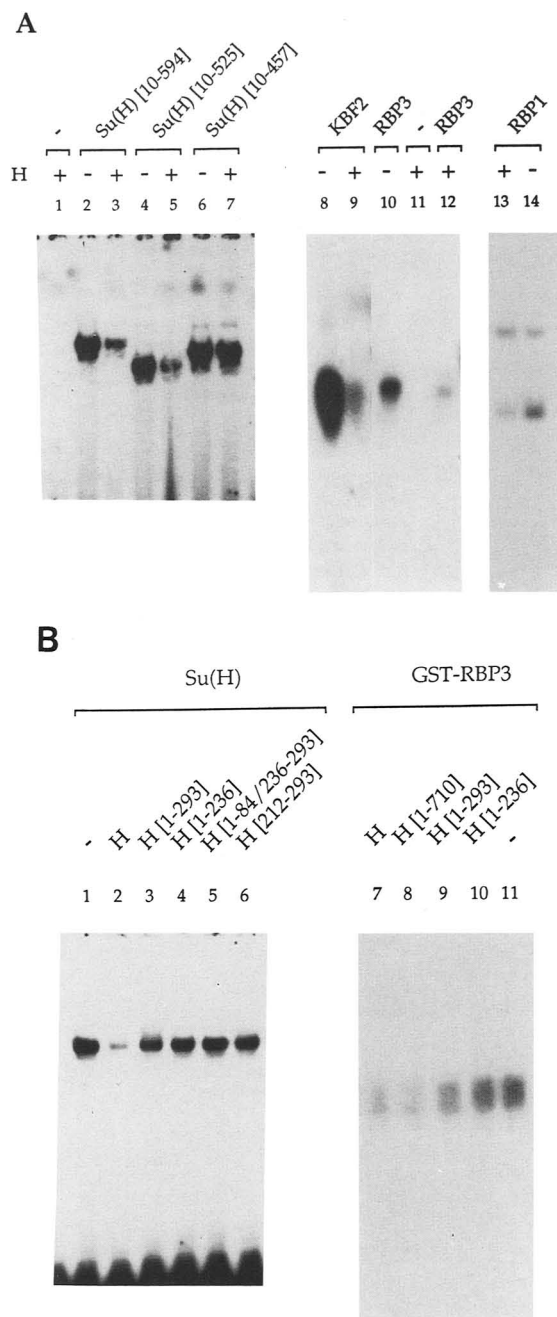 A
- Su(H) [10-594] Su(H) [10-525] Su(H) [10-457] KBF2 RBP3 - RBP3 RBP1
H + - + - + - + - + - + + + -
1 2 3 4 5 6 7 8 9 10 11 12 13 14
B
Su(H) GST-RBP3
- H H [1-293] H [1-236] H [1-84/236-293] H [212-293] H H [1-710] H [1-293] H [1-236] -
1 2 3 4 5 6 7 8 9 10 11